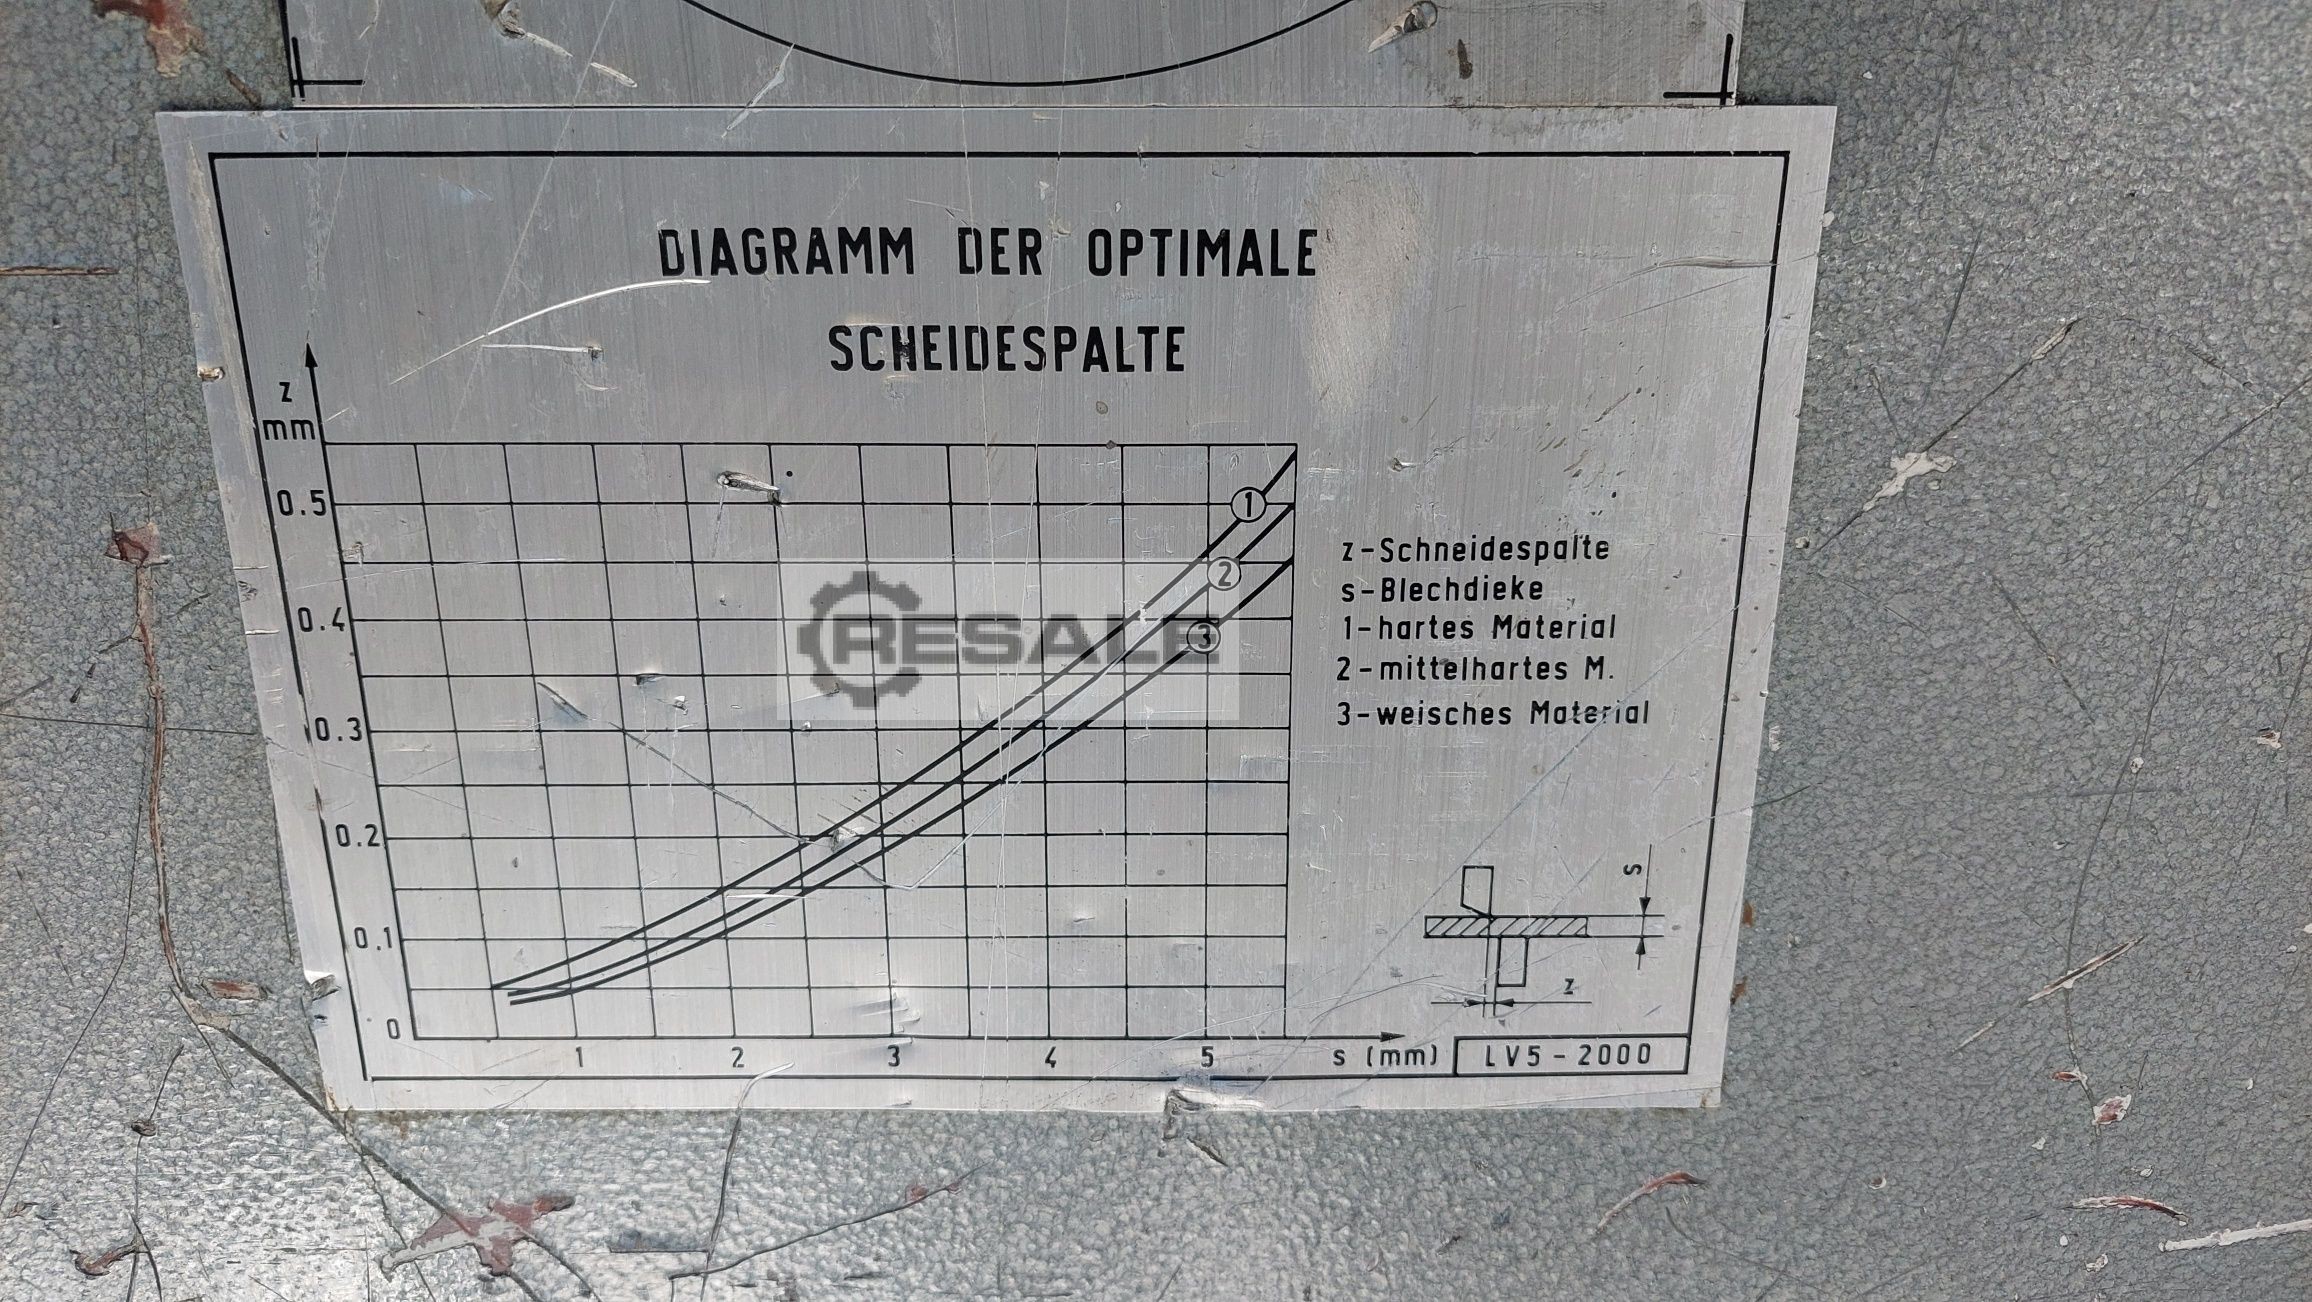 DIAGRAMM DER OPTIMALE
SCHEIDESPALTE
z
mm
0.5
0.4
0.3
0.2
0.1
0
1 2 3 4 5 s (mm)
1
2
3
RESALE
z-Schneidespalte
s-Blechdieke
1-hartes Material
2-mittelhartes M.
3-weisches Material
s
z
LV5-2000